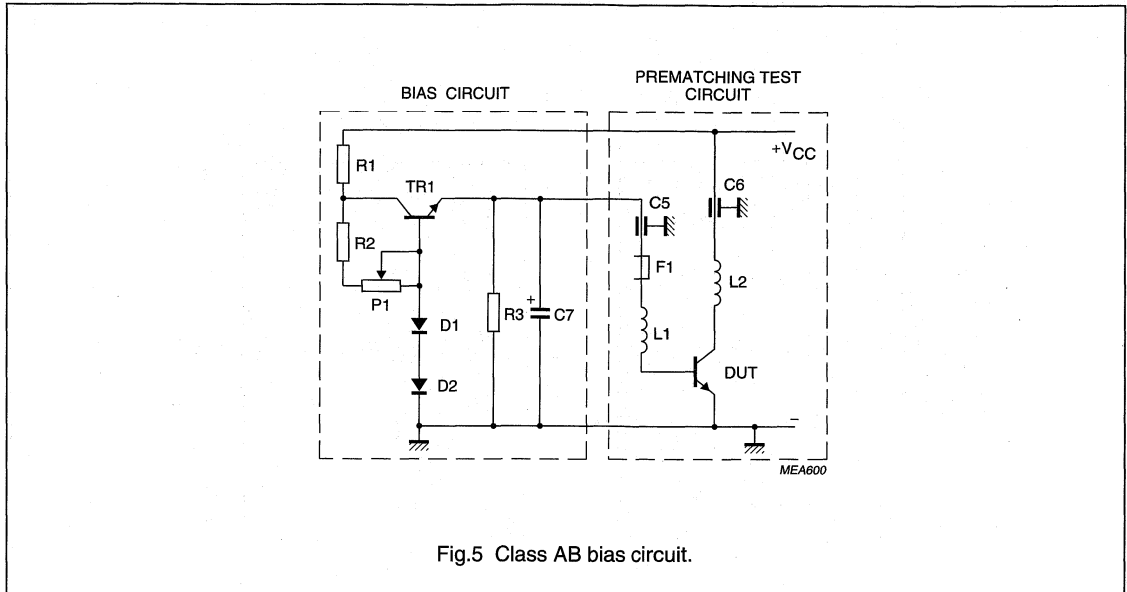 PREMATCHING TEST
CIRCUIT
BIAS CIRCUIT
+VCC
R1
TR1
C5
C6
R2
F1
L2
P1
D1
+
R3
C7
L1
D2
DUT
−
MEA600
Fig.5 Class AB bias circuit.